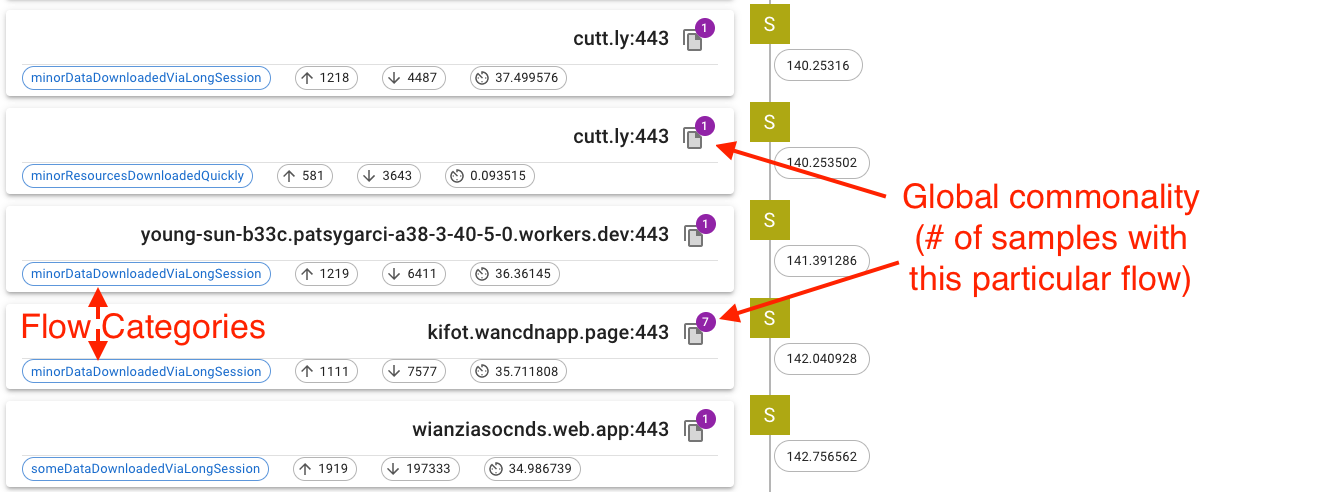 cutt.ly:443 1 S
minorDataDownloadedViaLongSession 1218 4487 37.499576 140.25316
cutt.ly:443 1 S
minorResourcesDownloadedQuickly 581 3643 0.093515 140.253502
Global commonality
(# of samples with
this particular flow)
young-sun-b33c.patsygarci-a38-3-40-5-0.workers.dev:443 1 S
minorDataDownloadedViaLongSession 1219 6411 36.36145 141.391286
Flow Categories
kifot.wancdnapp.page:443 7 S
minorDataDownloadedViaLongSession 1111 7577 35.711808 142.040928
wianziasocnds.web.app:443 1 S
someDataDownloadedViaLongSession 1919 197333 34.986739 142.756562